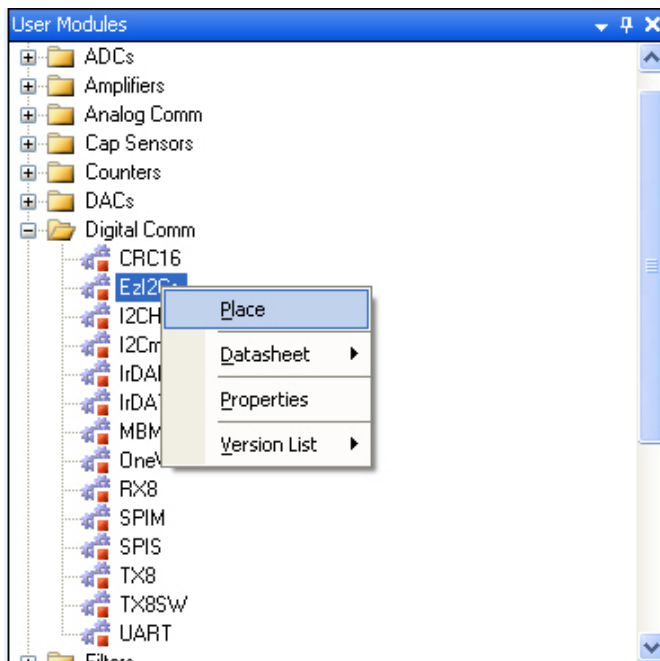 User Modules
ADCs
Amplifiers
Analog Comm
Cap Sensors
Counters
DACs
Digital Comm
CRC16
Place
Datasheet
Properties
Version List
RX8
SPIM
SPIS
TX8
TX8SW
UART